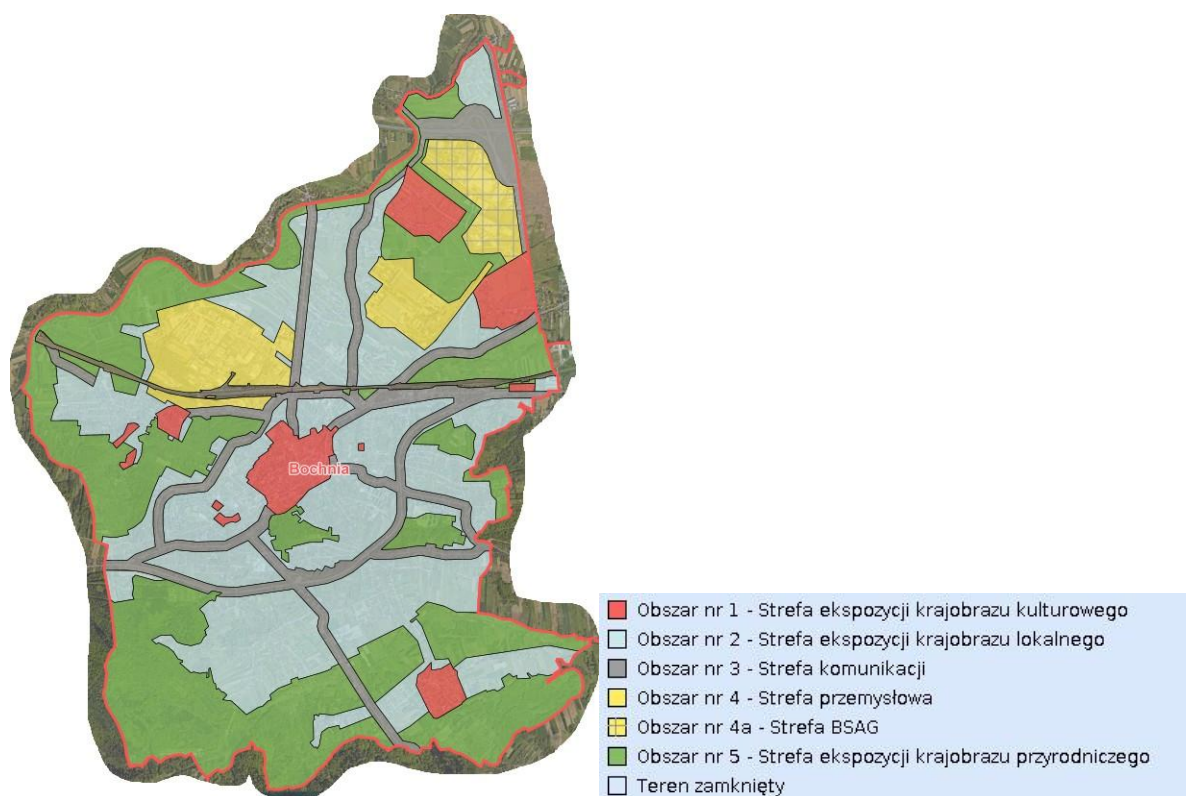 Bochnia
Obszar nr 1 - Strefa ekspozycji krajobrazu kulturowego
Obszar nr 2 - Strefa ekspozycji krajobrazu lokalnego
Obszar nr 3 - Strefa komunikacji
Obszar nr 4 - Strefa przemysłowa
Obszar nr 4a - Strefa BSAG
Obszar nr 5 - Strefa ekspozycji krajobrazu przyrodniczego
Teren zamknięty